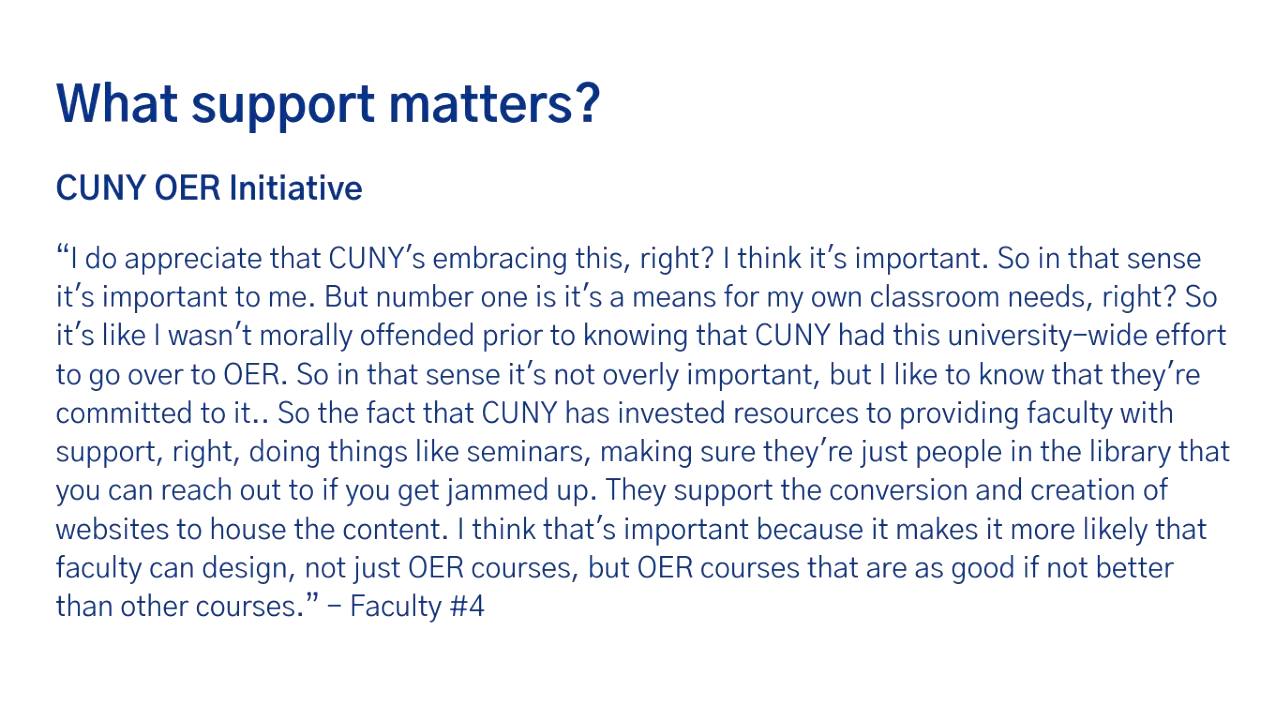 What support matters?
CUNY OER Initiative
“I do appreciate that CUNY’s embracing this, right? I think it’s important. So in that sense
it’s important to me. But number one is it’s a means for my own classroom needs, right? So
it’s like I wasn’t morally offended prior to knowing that CUNY had this university–wide effort
to go over to OER. So in that sense it’s not overly important, but I like to know that they’re
committed to it.. So the fact that CUNY has invested resources to providing faculty with
support, right, doing things like seminars, making sure they’re just people in the library that
you can reach out to if you get jammed up. They support the conversion and creation of
websites to house the content. I think that’s important because it makes it more likely that
faculty can design, not just OER courses, but OER courses that are as good if not better
than other courses.” – Faculty #4